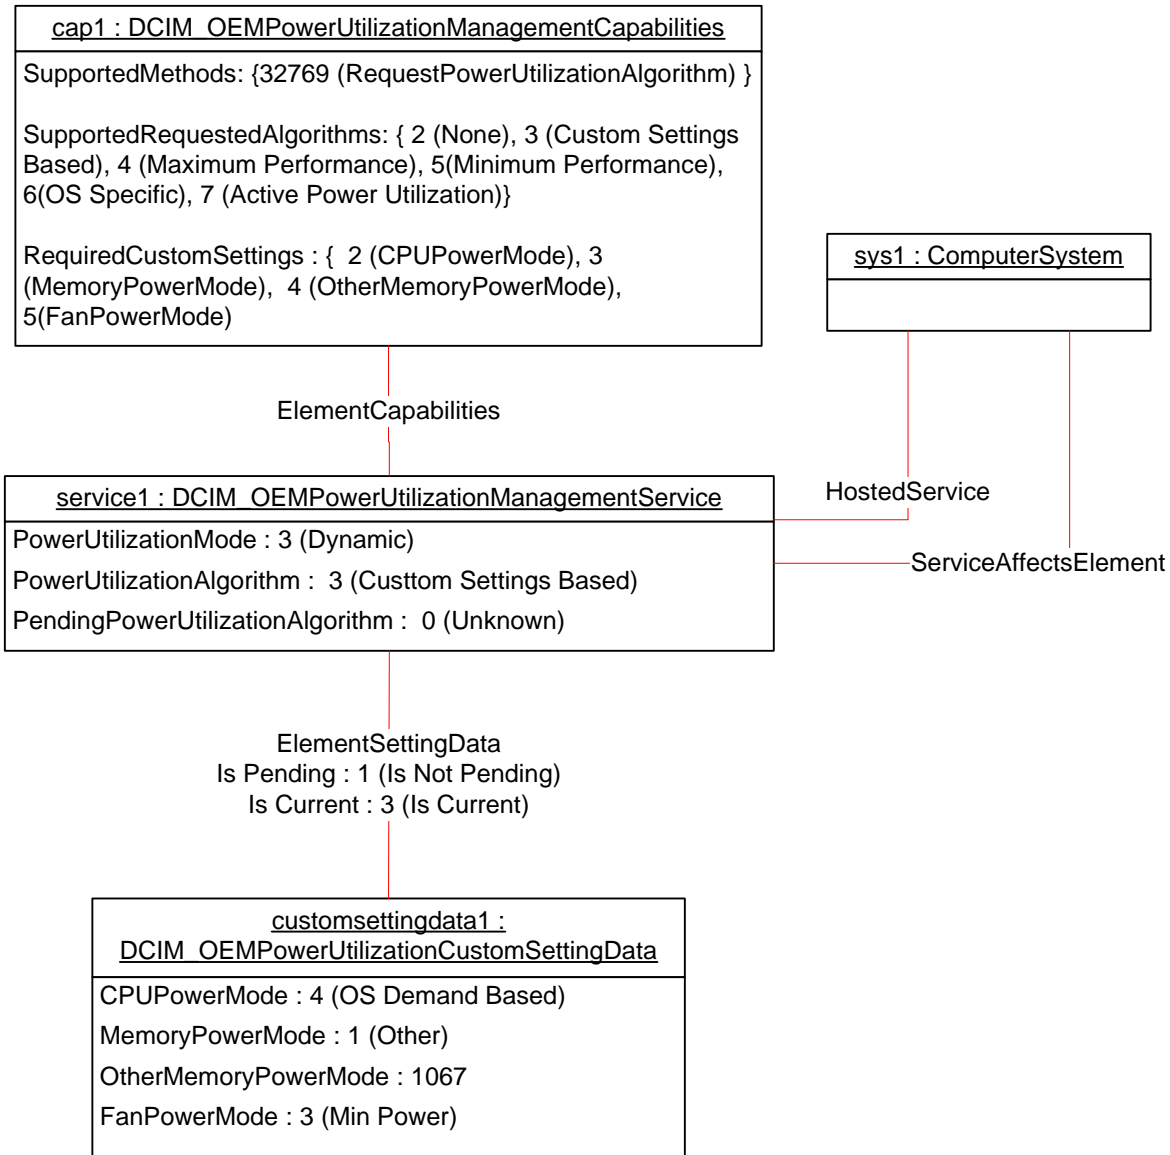 cap1 : DCIM_OEMPowerUtilizationManagementCapabilities
SupportedMethods: {32769 (RequestPowerUtilizationAlgorithm) }
SupportedRequestedAlgorithms: { 2 (None), 3 (Custom Settings
Based), 4 (Maximum Performance), 5(Minimum Performance),
6(OS Specific), 7 (Active Power Utilization)}
RequiredCustomSettings : {  2 (CPUPowerMode), 3
(MemoryPowerMode),  4 (OtherMemoryPowerMode),
5(FanPowerMode)
sys1 : ComputerSystem
ElementCapabilities
service1 : DCIM_OEMPowerUtilizationManagementService
PowerUtilizationMode : 3 (Dynamic)
PowerUtilizationAlgorithm :  3 (Custtom Settings Based)
PendingPowerUtilizationAlgorithm :  0 (Unknown)
HostedService
ServiceAffectsElement
ElementSettingData
Is Pending : 1 (Is Not Pending)
Is Current : 3 (Is Current)
customsettingdata1 :
DCIM_OEMPowerUtilizationCustomSettingData
CPUPowerMode : 4 (OS Demand Based)
MemoryPowerMode : 1 (Other)
OtherMemoryPowerMode : 1067
FanPowerMode : 3 (Min Power)